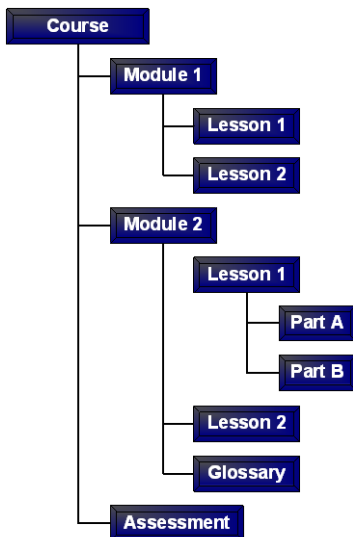 Course
Module 1
Lesson 1
Lesson 2
Module 2
Lesson 1
Part A
Part B
Lesson 2
Glossary
Assessment